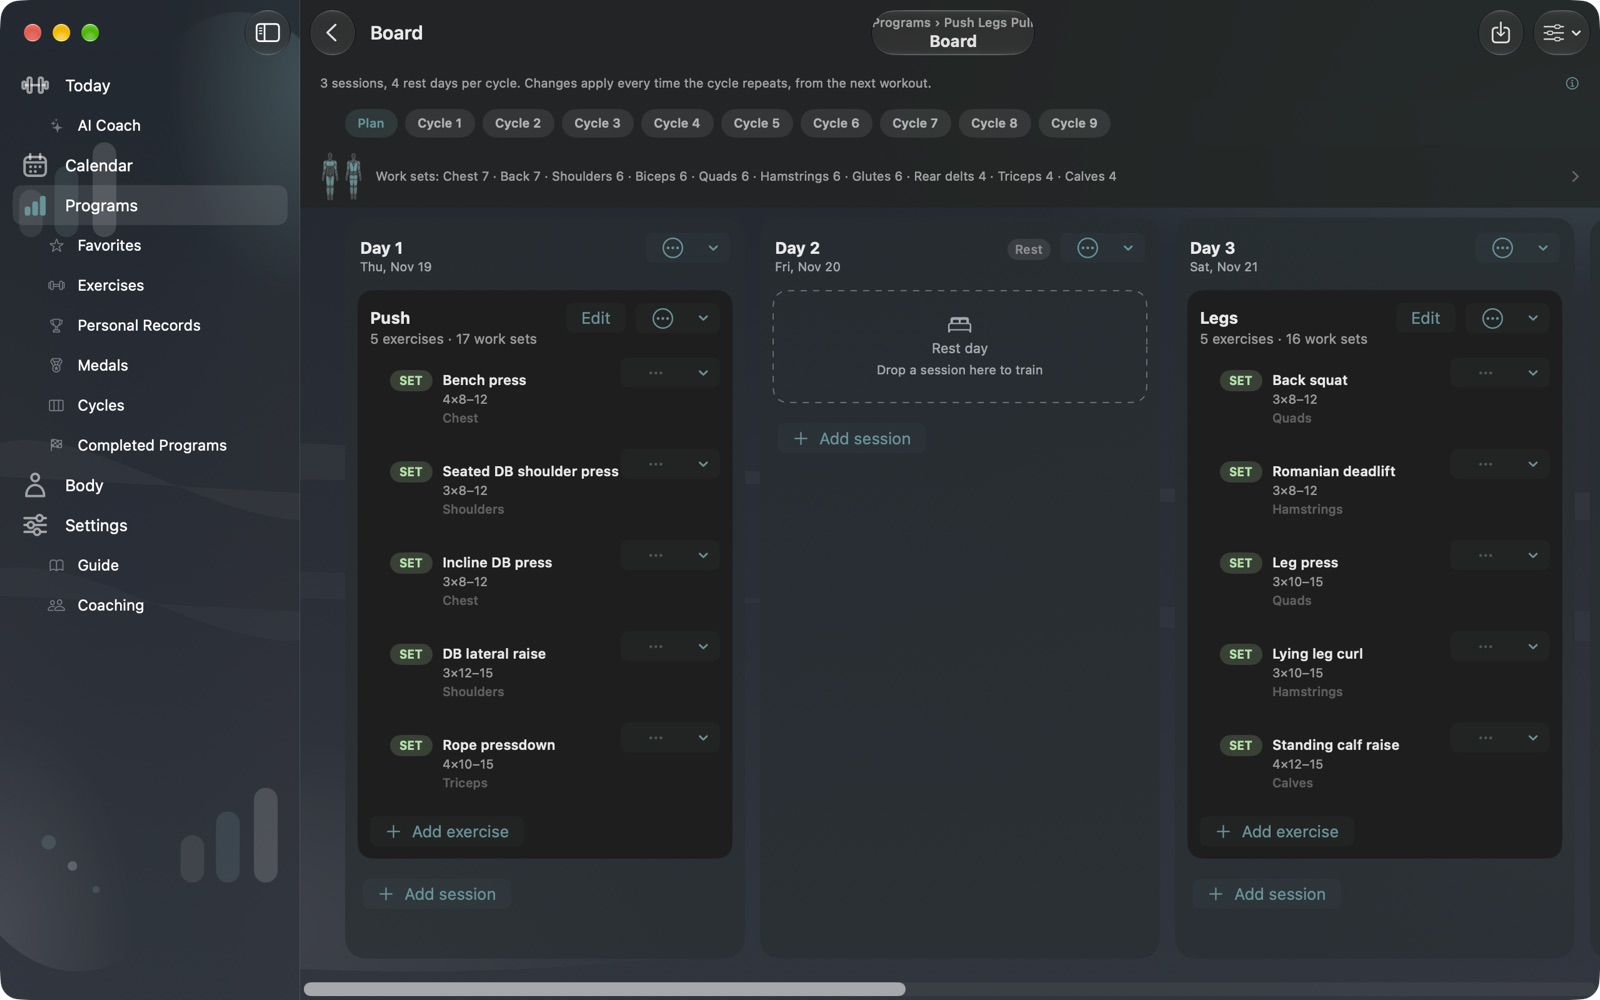 Today
AI Coach
Calendar
Programs
Favorites
Exercises
Personal Records
Medals
Cycles
Completed Programs
Body
Settings
Guide
Coaching
Board
Programs › Push Legs Pull
Board
3 sessions, 4 rest days per cycle. Changes apply every time the cycle repeats, from the next workout.
Plan
Cycle 1
Cycle 2
Cycle 3
Cycle 4
Cycle 5
Cycle 6
Cycle 7
Cycle 8
Cycle 9
Work sets: Chest 7 · Back 7 · Shoulders 6 · Biceps 6 · Quads 6 · Hamstrings 6 · Glutes 6 · Rear delts 4 · Triceps 4 · Calves 4
Day 1
Thu, Nov 19
Push
Edit
5 exercises · 17 work sets
SET
Bench press
4×8–12
Chest
SET
Seated DB shoulder press
3×8–12
Shoulders
SET
Incline DB press
3×8–12
Chest
SET
DB lateral raise
3×12–15
Shoulders
SET
Rope pressdown
4×10–15
Triceps
+ Add exercise
+ Add session
Day 2
Rest
Fri, Nov 20
Rest day
Drop a session here to train
+ Add session
Day 3
Sat, Nov 21
Legs
Edit
5 exercises · 16 work sets
SET
Back squat
3×8–12
Quads
SET
Romanian deadlift
3×8–12
Hamstrings
SET
Leg press
3×10–15
Quads
SET
Lying leg curl
3×10–15
Hamstrings
SET
Standing calf raise
4×12–15
Calves
+ Add exercise
+ Add session